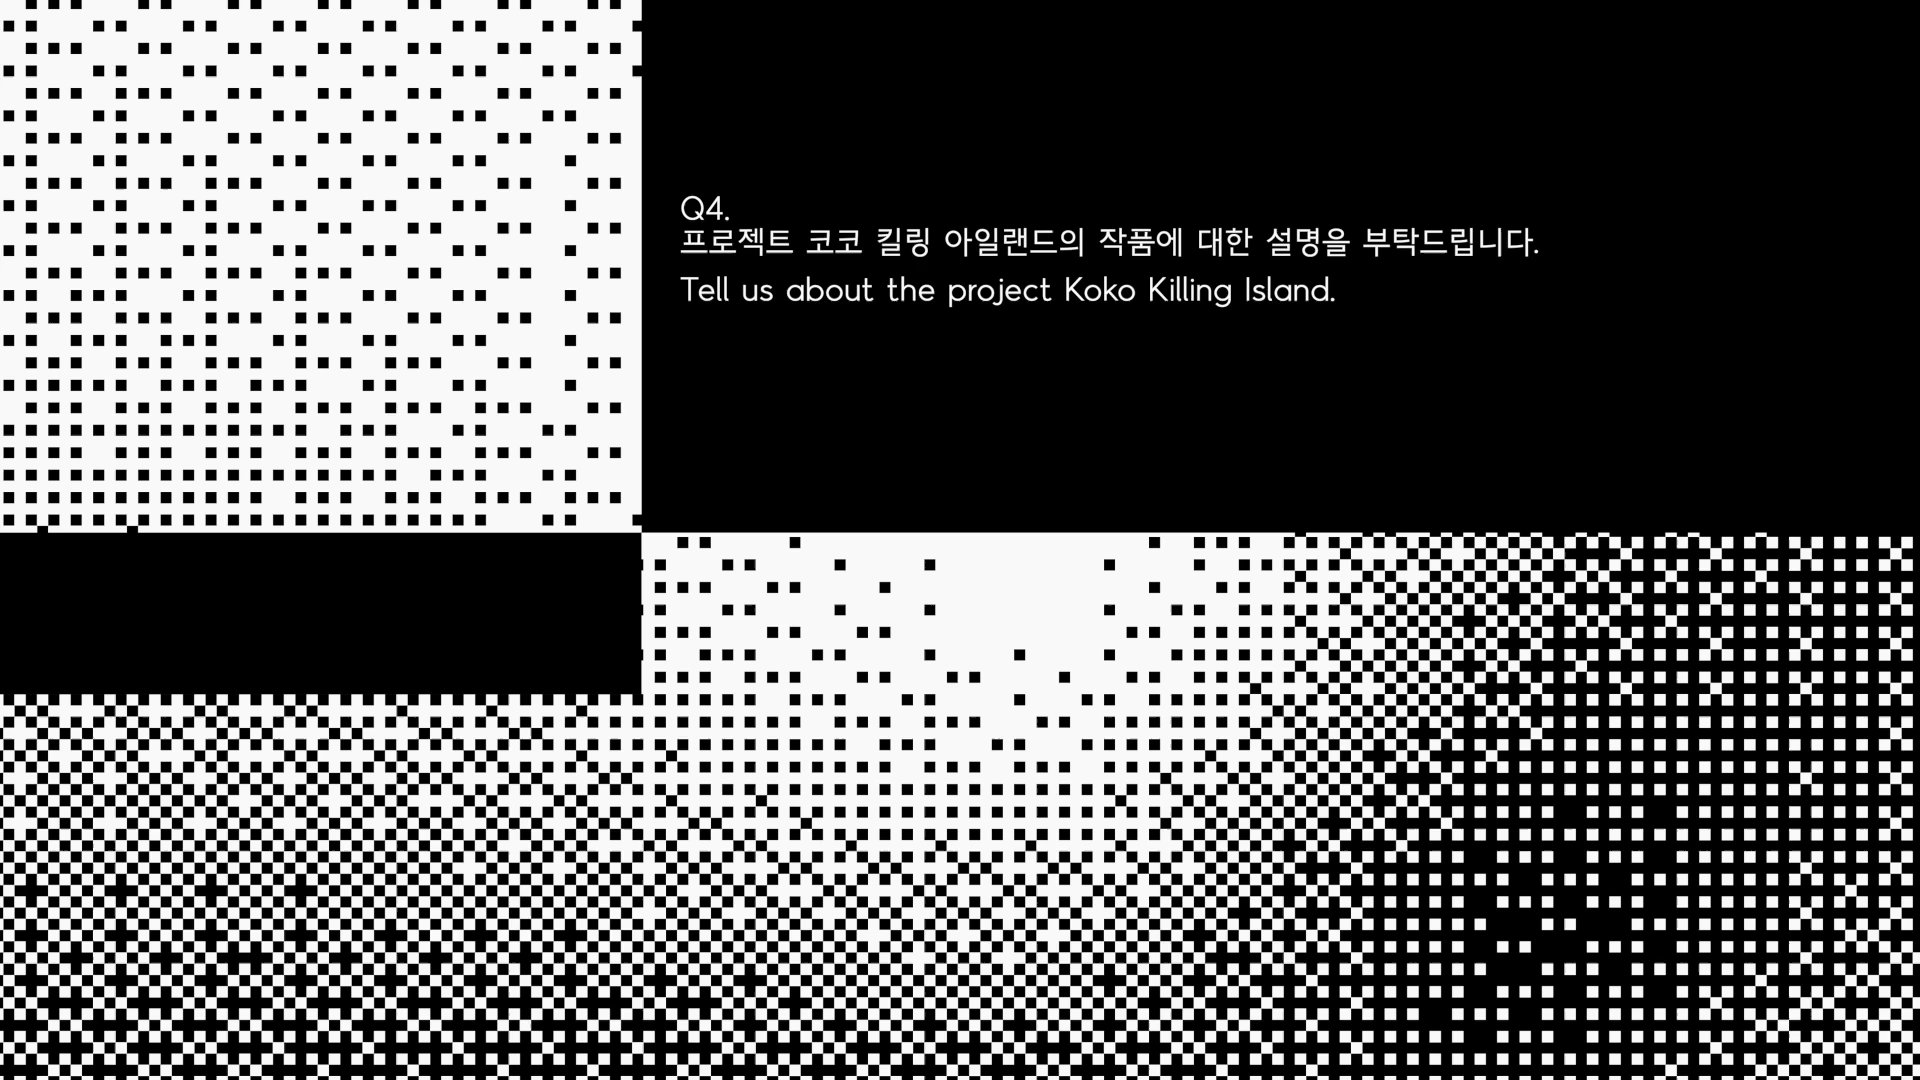 Q4.
프로젝트 코코 킬링 아일랜드의 작품에 대한 설명을 부탁드립니다.
Tell us about the project Koko Killing Island.